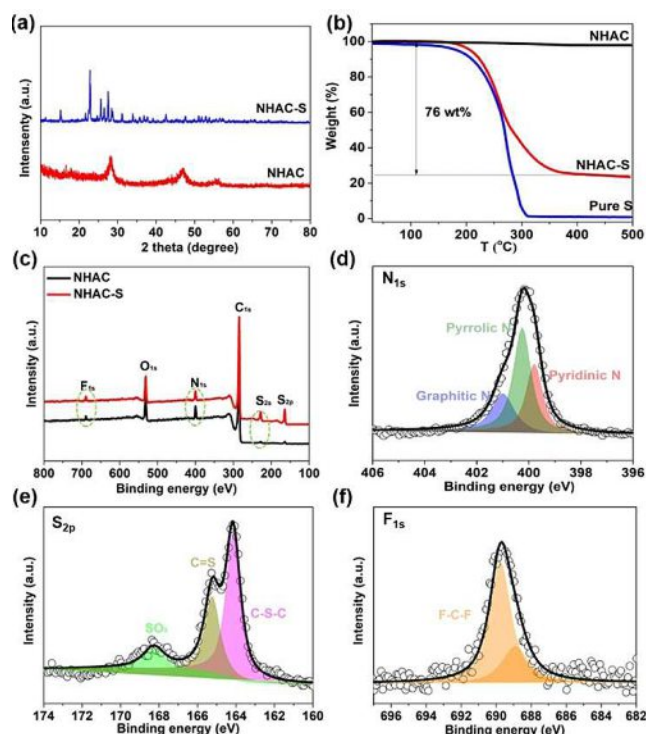 (a)
Intensenty (a.u.)
NHAC-S
NHAC
10 20 30 40 50 60 70 80
2 theta (degree)
(b)
Weight (%)
100
80
60
40
20
0
NHAC
76 wt%
NHAC-S
Pure S
100 200 300 400 500
T (°C)
(c)
NHAC
NHAC-S
Intensity (a.u.)
F1s
O1s
N1s
C1s
S2s
S2p
800 700 600 500 400 300 200 100
Binding energy (eV)
(d)
N1s
Intensity (a.u.)
Pyrrolic N
Graphitic N
Pyridinic N
406 404 402 400 398 396
Binding energy (eV)
(e)
S2p
Intensity (a.u.)
C=S
SOₓ
C-S-C
174 172 170 168 166 164 162 160
Binding energy (eV)
(f)
F1s
Intensity (a.u.)
F-C-F
696 694 692 690 688 686 684 682
Binding energy (eV)